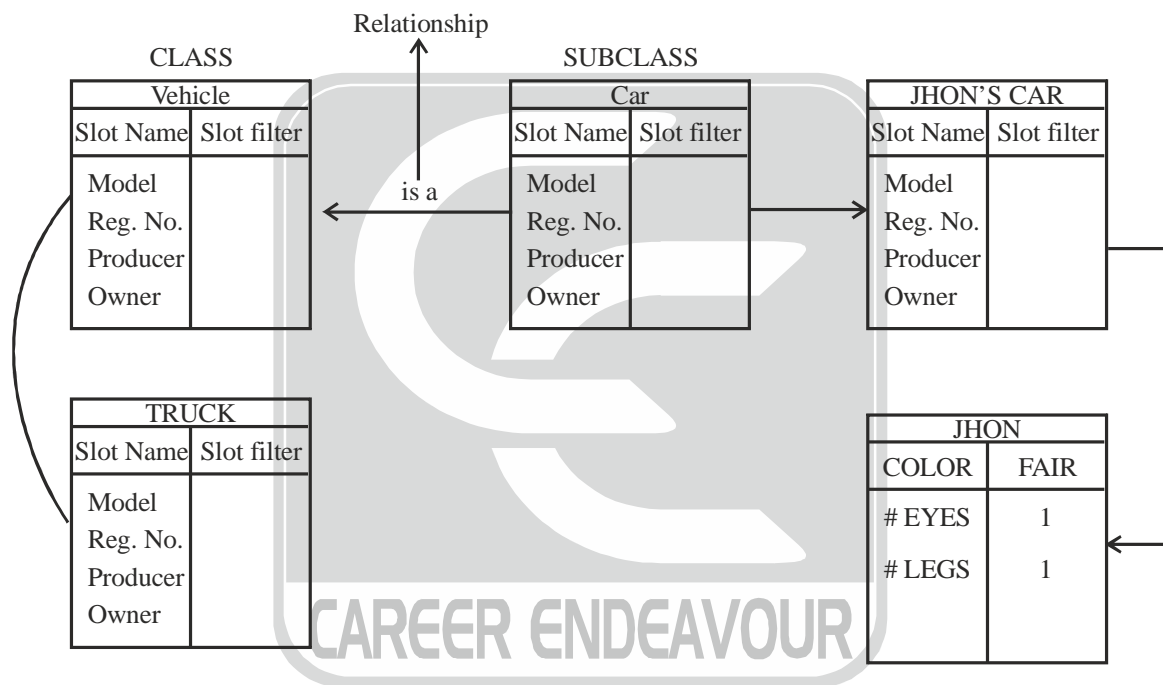 Relationship
CLASS
Vehicle
Slot Name Slot filter
Model
Reg. No.
Producer
Owner
is a
SUBCLASS
Car
Slot Name Slot filter
Model
Reg. No.
Producer
Owner
JHON'S CAR
Slot Name Slot filter
Model
Reg. No.
Producer
Owner
TRUCK
Slot Name Slot filter
Model
Reg. No.
Producer
Owner
JHON
COLOR FAIR
# EYES 1
# LEGS 1
CAREER ENDEAVOUR